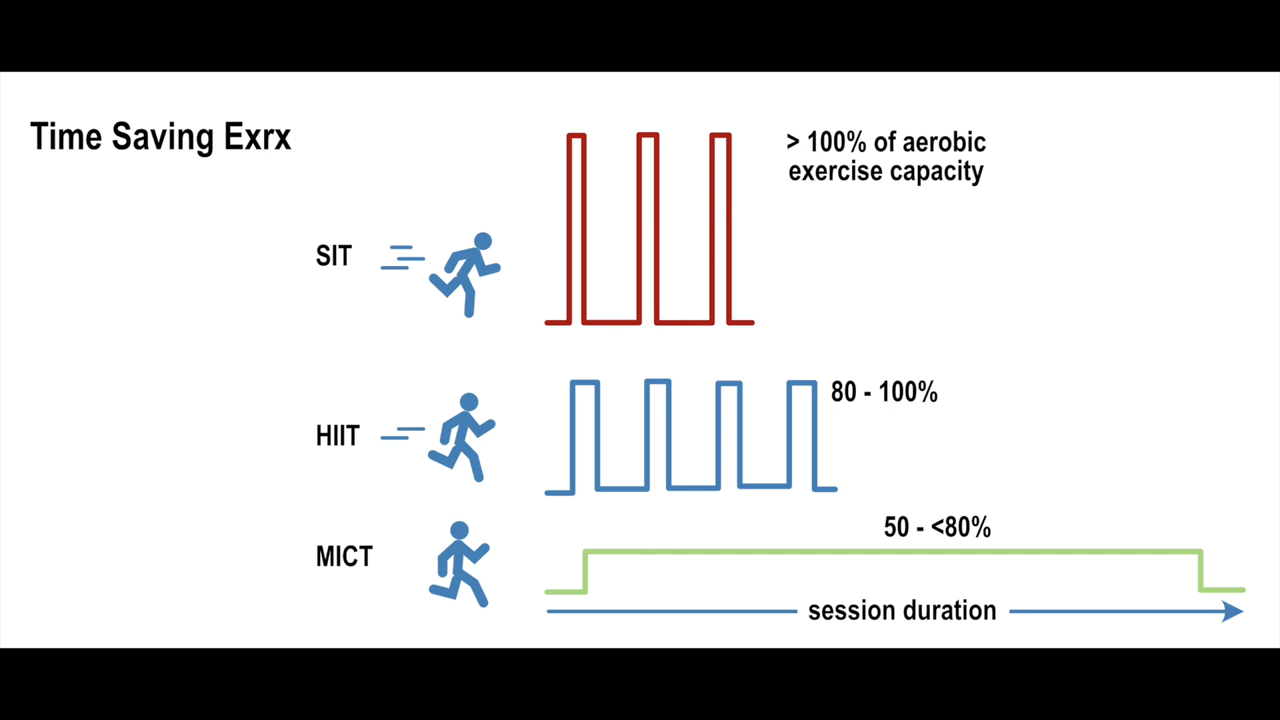 Time Saving Exrx
> 100% of aerobic
exercise capacity
SIT
80 - 100%
HIIT
50 - <80%
MICT
session duration